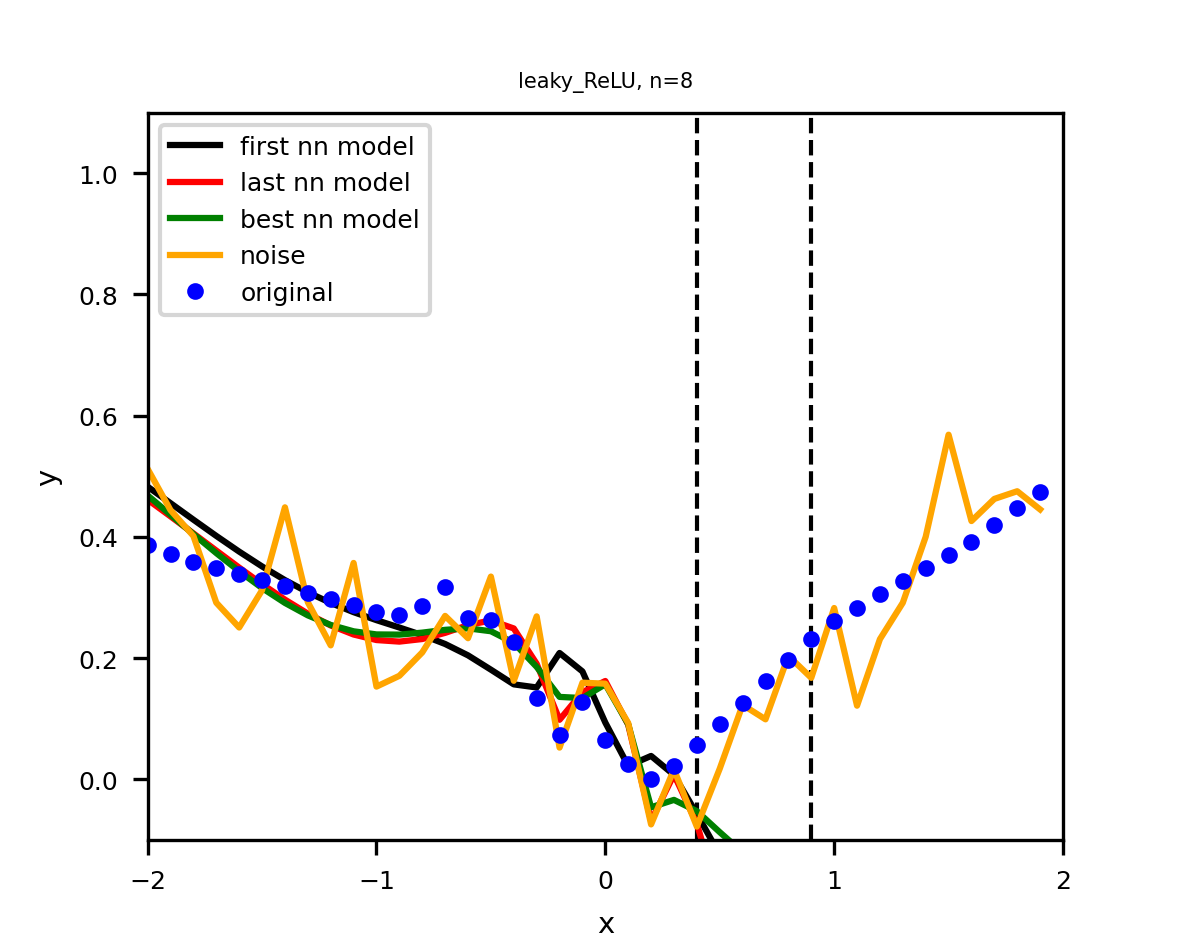 leaky_ReLU, n=8
first nn model
last nn model
best nn model
noise
original
1.0
0.8
0.6
0.4
0.2
0.0
y
−2
−1
0
1
2
x